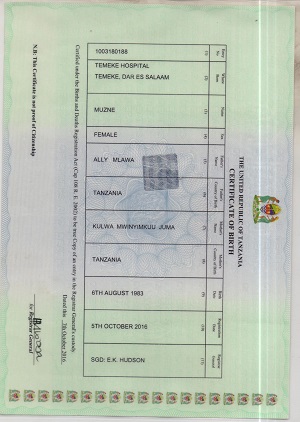 THE UNITED REPUBLIC OF TANZANIA
CERTIFICATE OF BIRTH
Entry No
(1)
1003180188
Where Born
(2)
TEMEKE HOSPITAL
TEMEKE, DAR ES SALAAM
Name
(3)
MUZNE
Sex
(4)
FEMALE
Father's Name
(5)
ALLY MLAWA
Father's Country of Birth
(6)
TANZANIA
Mother's Name
(7)
KULWA MWINYIMKUU JUMA
Mother's Country of Birth
(8)
TANZANIA
Birth Date
(9)
6TH AUGUST 1983
Registration Date
(10)
5TH OCTOBER 2016
Registrar General
(11)
SGD: E.K. HUDSON
Certified under the Births and Deaths Registration Act (Cap 108 R. E. 2002) to be true Copy of an entry in the Registrar General's custody.
Dated this 7th October 2016.
for Registrar General
N.B: This Certificate is not proof of Citizenship